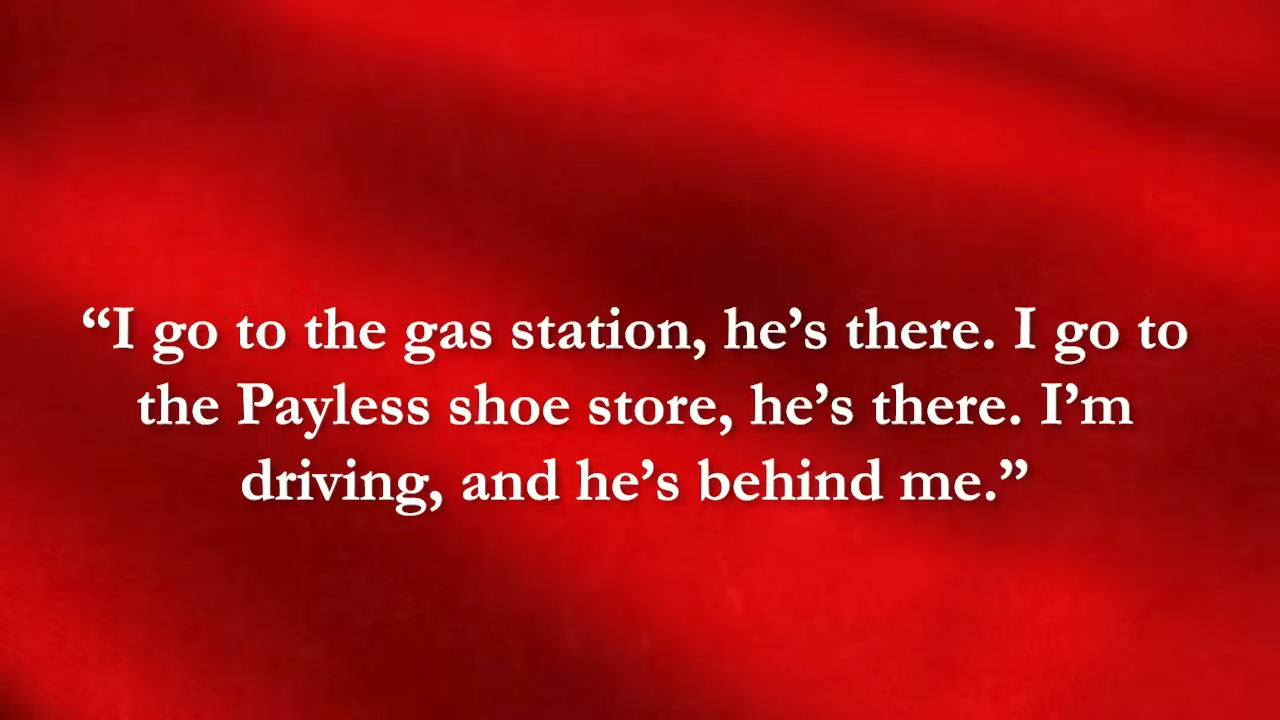 “I go to the gas station, he’s there. I go to
the Payless shoe store, he’s there. I’m
driving, and he’s behind me.”